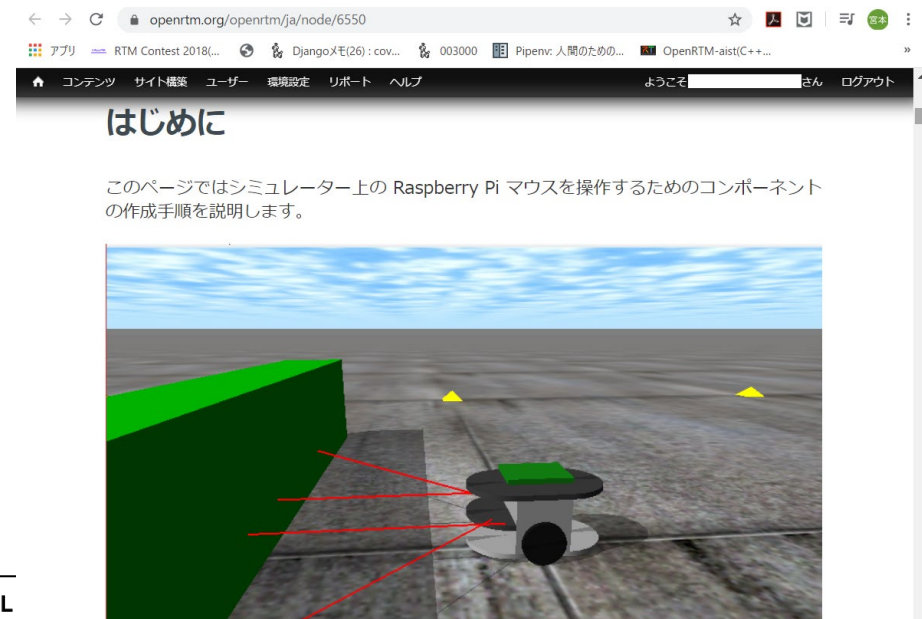 openrtm.org/openrtm/ja/node/6550
宮本
アプリ RTM Contest 2018(... Djangoメモ(26) : cov... 003000 Pipenv: 人間のための... OpenRTM-aist(C++... »
コンテンツ サイト構築 ユーザー 環境設定 リポート ヘルプ ようこそ さん ログアウト
はじめに
このページではシミュレーター上の Raspberry Pi マウスを操作するためのコンポーネント
の作成手順を説明します。
L